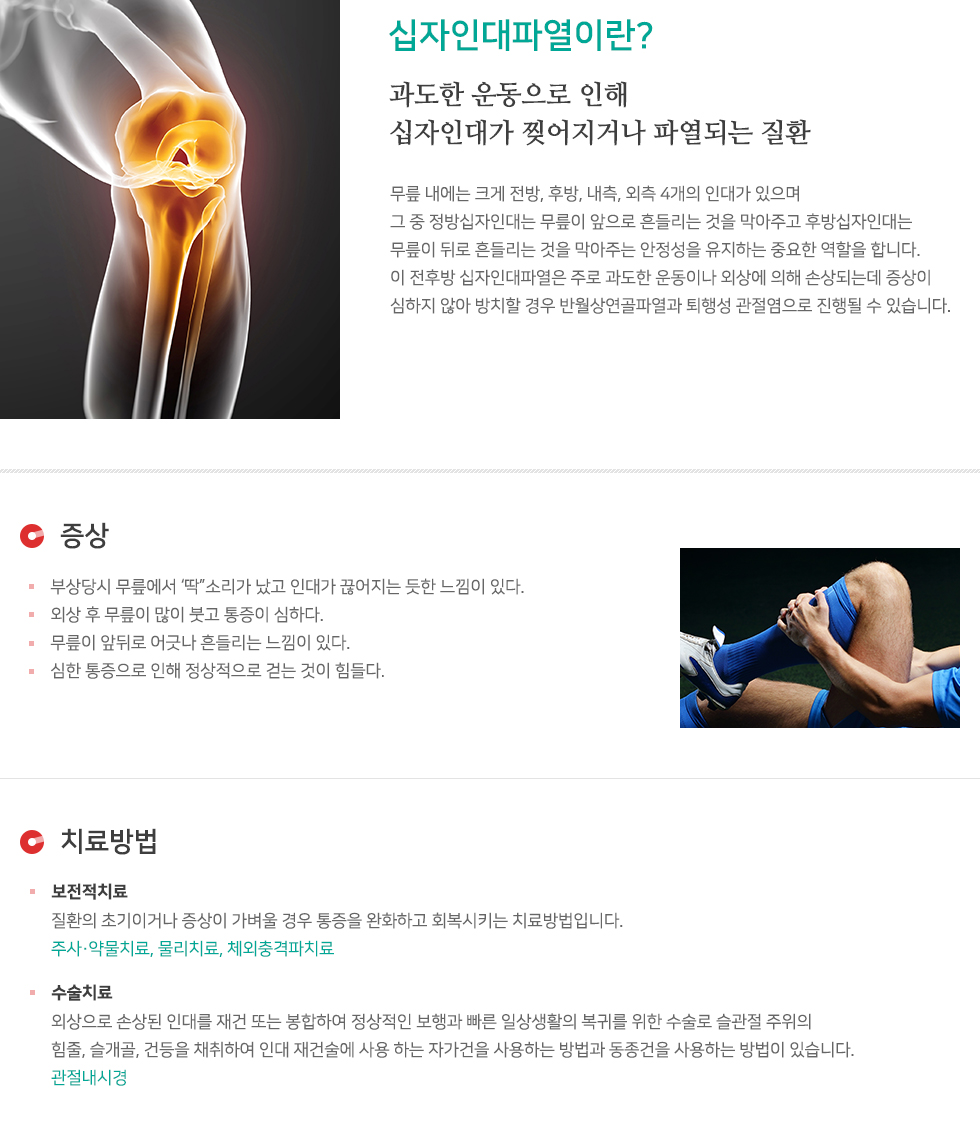 십자인대파열이란?
과도한 운동으로 인해
십자인대가 찢어지거나 파열되는 질환
무릎 내에는 크게 전방, 후방, 내측, 외측 4개의 인대가 있으며
그 중 정방십자인대는 무릎이 앞으로 흔들리는 것을 막아주고 후방십자인대는
무릎이 뒤로 흔들리는 것을 막아주는 안정성을 유지하는 중요한 역할을 합니다.
이 전후방 십자인대파열은 주로 과도한 운동이나 외상에 의해 손상되는데 증상이
심하지 않아 방치할 경우 반월상연골파열과 퇴행성 관절염으로 진행될 수 있습니다.
증상
부상당시 무릎에서 ‘딱”소리가 났고 인대가 끊어지는 듯한 느낌이 있다.
외상 후 무릎이 많이 붓고 통증이 심하다.
무릎이 앞뒤로 어긋나 흔들리는 느낌이 있다.
심한 통증으로 인해 정상적으로 걷는 것이 힘들다.
치료방법
보전적치료
질환의 초기이거나 증상이 가벼울 경우 통증을 완화하고 회복시키는 치료방법입니다.
주사·약물치료, 물리치료, 체외충격파치료
수술치료
외상으로 손상된 인대를 재건 또는 봉합하여 정상적인 보행과 빠른 일상생활의 복귀를 위한 수술로 슬관절 주위의
힘줄, 슬개골, 건등을 채취하여 인대 재건술에 사용 하는 자가건을 사용하는 방법과 동종건을 사용하는 방법이 있습니다.
관절내시경